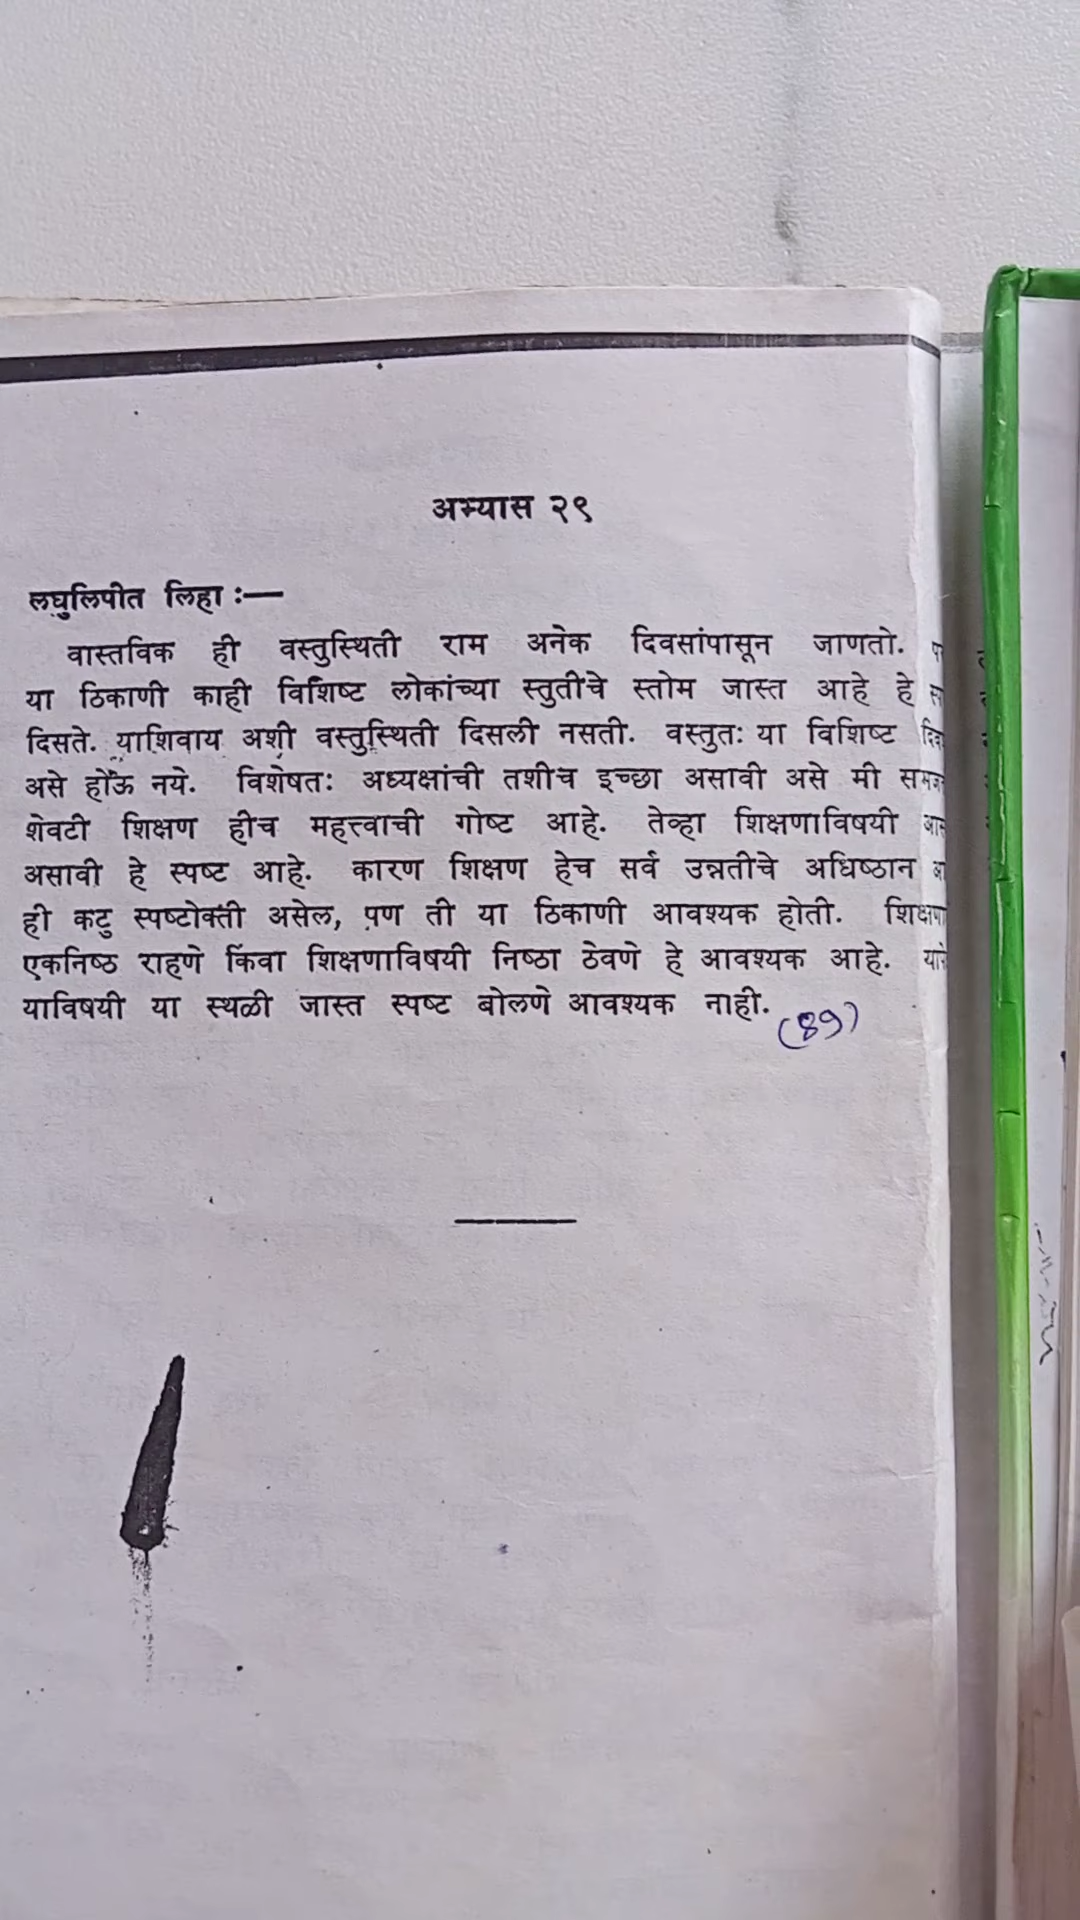 अभ्यास २९
लघुलिपीत लिहा :—
वास्तविक ही वस्तुस्थिती राम अनेक दिवसांपासून जाणतो.
या ठिकाणी काही विशिष्ट लोकांच्या स्तुतीचे स्तोम जास्त आहे हे
दिसते. याशिवाय अशी वस्तुस्थिती दिसली नसती. वस्तुतः या विशिष्ट
असे होऊ नये. विशेषतः अध्यक्षांची तशीच इच्छा असावी असे मी
शेवटी शिक्षण हीच महत्त्वाची गोष्ट आहे. तेव्हा शिक्षणाविषयी
असावी हे स्पष्ट आहे. कारण शिक्षण हेच सर्व उन्नतीचे अधिष्ठान
ही कटु स्पष्टोक्ती असेल, पण ती या ठिकाणी आवश्यक होती.
एकनिष्ठ राहणे किंवा शिक्षणाविषयी निष्ठा ठेवणे हे आवश्यक आहे.
याविषयी या स्थळी जास्त स्पष्ट बोलणे आवश्यक नाही.
(89)